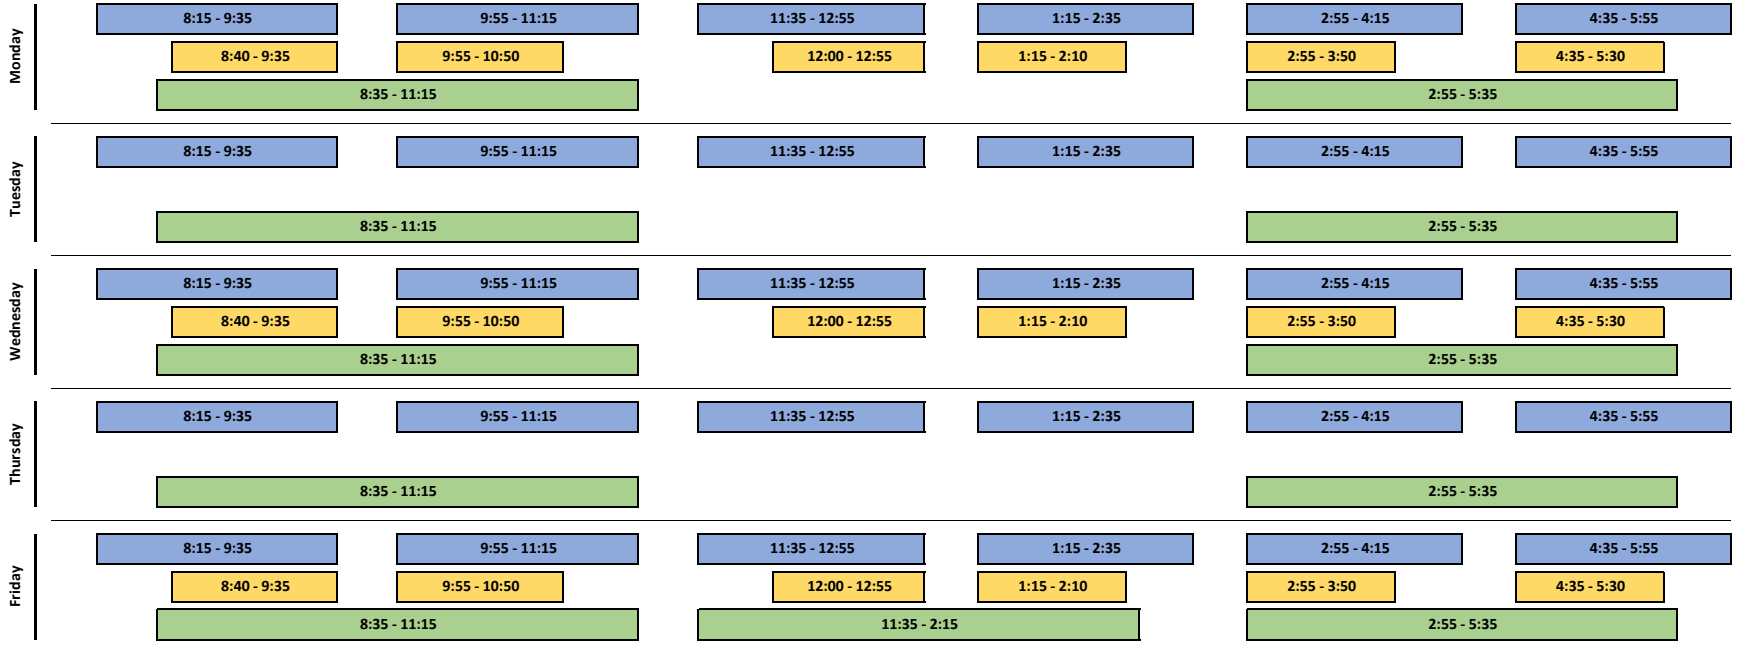 Monday
8:15 - 9:35 9:55 - 11:15 11:35 - 12:55 1:15 - 2:35 2:55 - 4:15 4:35 - 5:55
8:40 - 9:35 9:55 - 10:50 12:00 - 12:55 1:15 - 2:10 2:55 - 3:50 4:35 - 5:30
8:35 - 11:15 2:55 - 5:35
Tuesday
8:15 - 9:35 9:55 - 11:15 11:35 - 12:55 1:15 - 2:35 2:55 - 4:15 4:35 - 5:55
8:35 - 11:15 2:55 - 5:35
Wednesday
8:15 - 9:35 9:55 - 11:15 11:35 - 12:55 1:15 - 2:35 2:55 - 4:15 4:35 - 5:55
8:40 - 9:35 9:55 - 10:50 12:00 - 12:55 1:15 - 2:10 2:55 - 3:50 4:35 - 5:30
8:35 - 11:15 2:55 - 5:35
Thursday
8:15 - 9:35 9:55 - 11:15 11:35 - 12:55 1:15 - 2:35 2:55 - 4:15 4:35 - 5:55
8:35 - 11:15 2:55 - 5:35
Friday
8:15 - 9:35 9:55 - 11:15 11:35 - 12:55 1:15 - 2:35 2:55 - 4:15 4:35 - 5:55
8:40 - 9:35 9:55 - 10:50 12:00 - 12:55 1:15 - 2:10 2:55 - 3:50 4:35 - 5:30
8:35 - 11:15 11:35 - 2:15 2:55 - 5:35